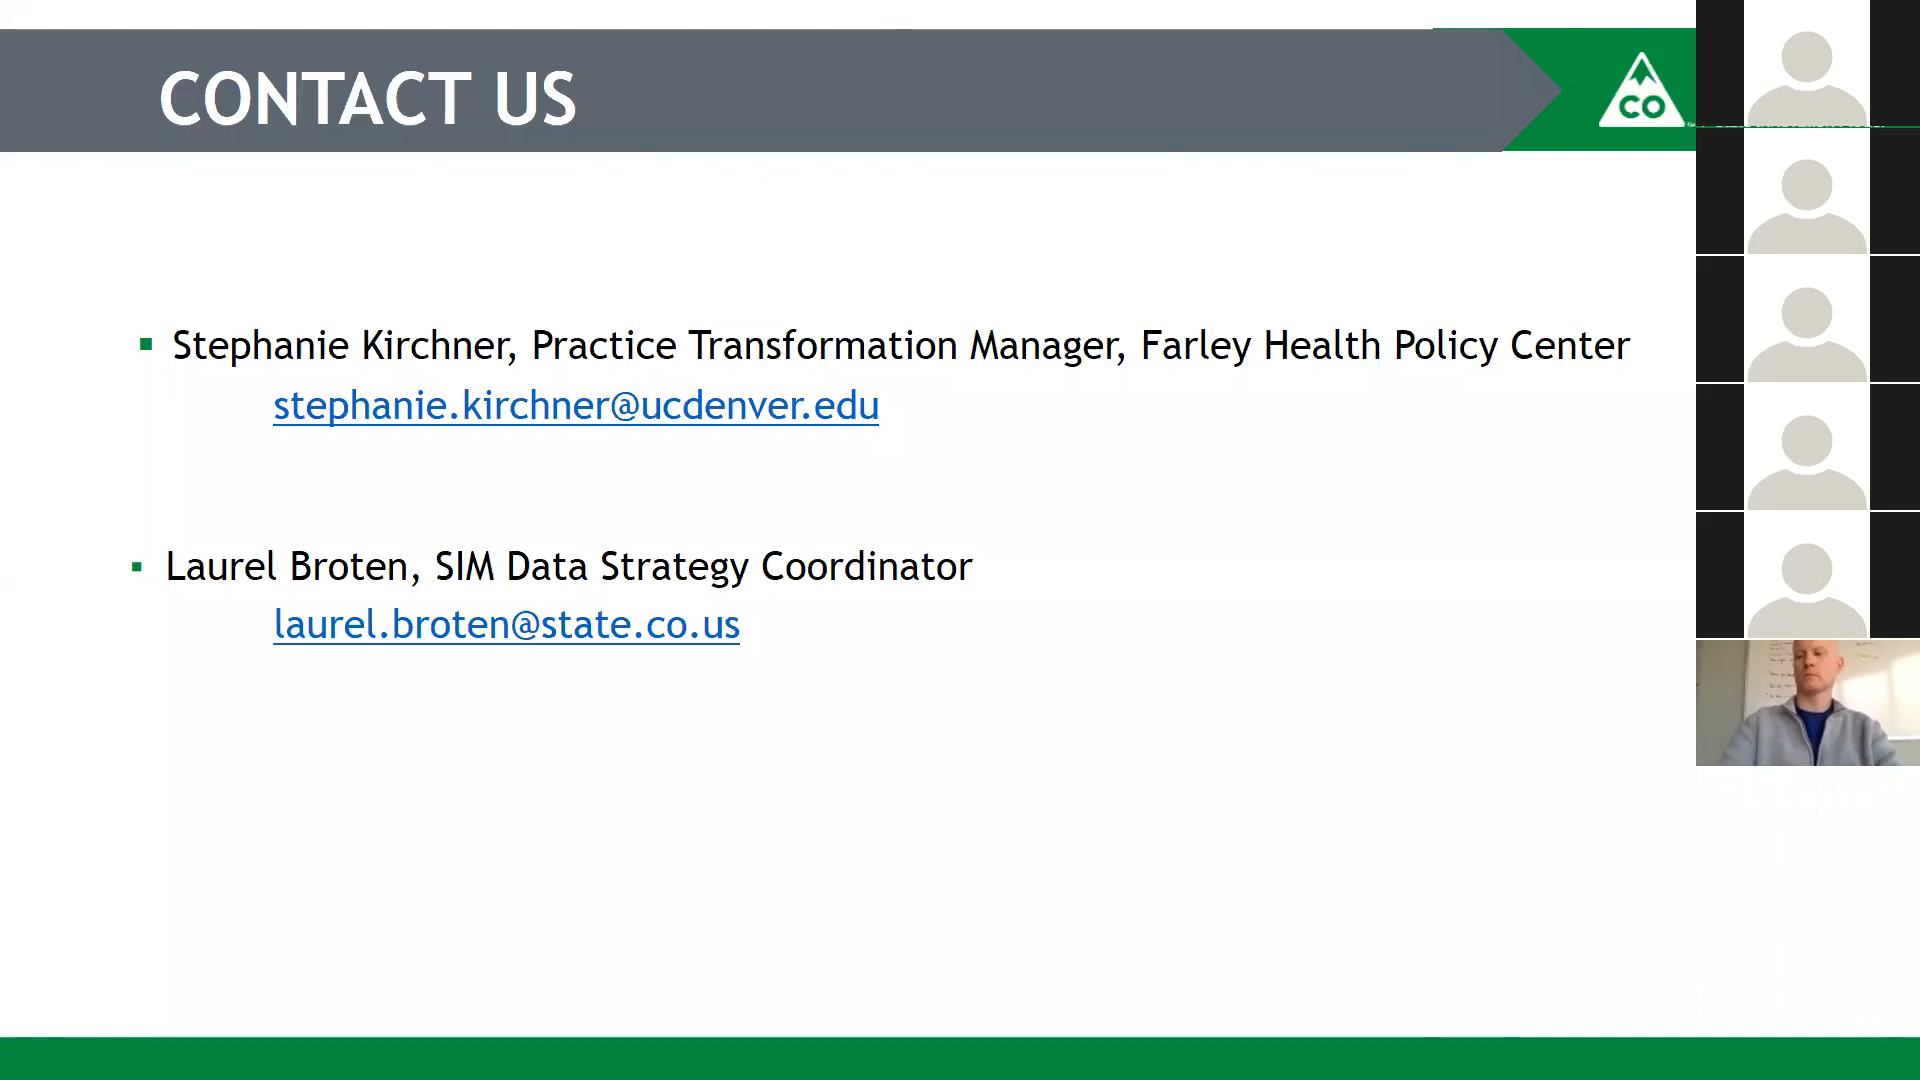 CONTACT US
CO
▪ Stephanie Kirchner, Practice Transformation Manager, Farley Health Policy Center
stephanie.kirchner@ucdenver.edu
▪ Laurel Broten, SIM Data Strategy Coordinator
laurel.broten@state.co.us